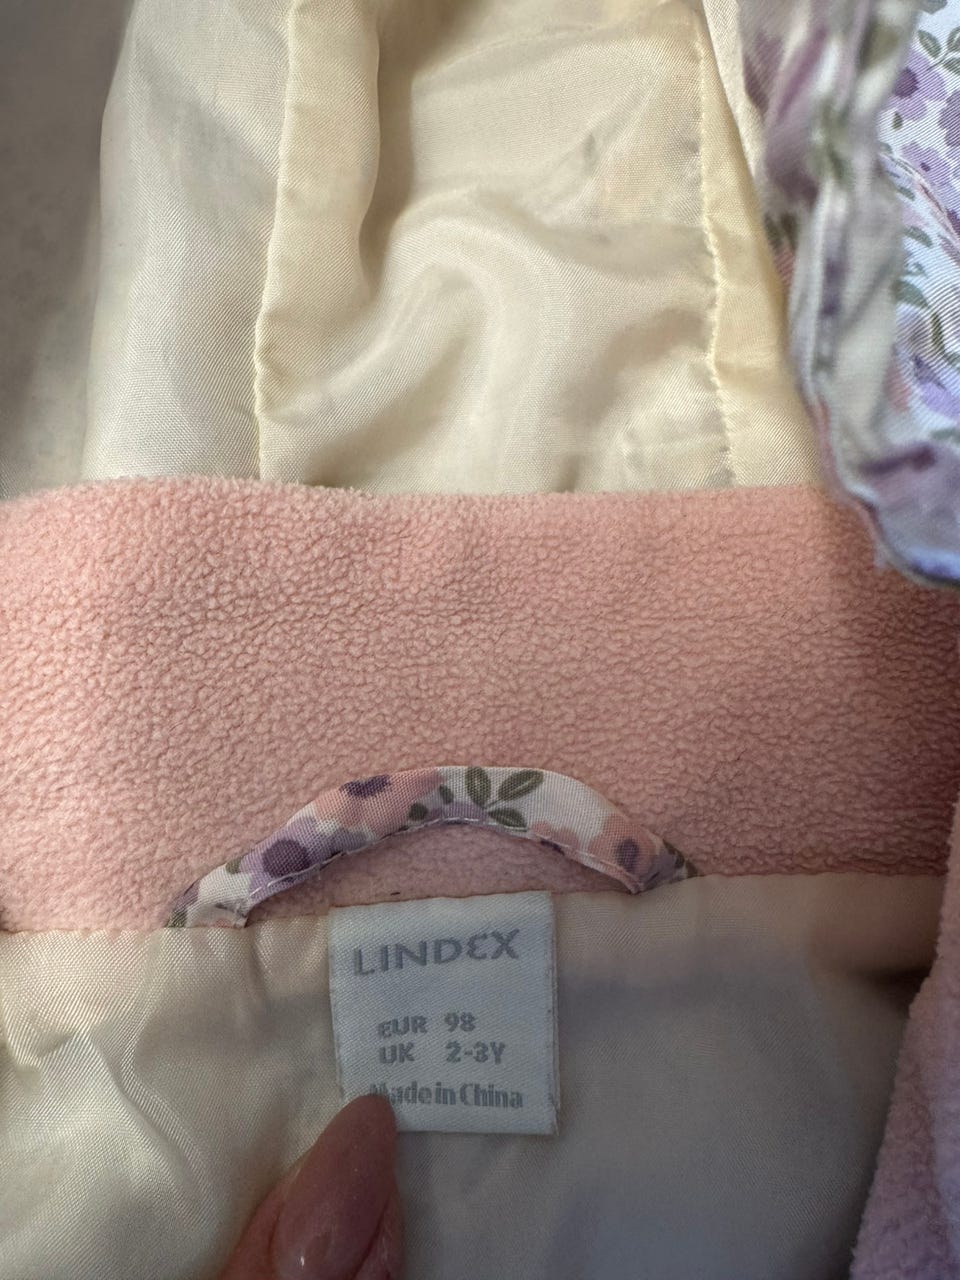 LINDEX
EUR 98
UK 2-3Y
Made in China